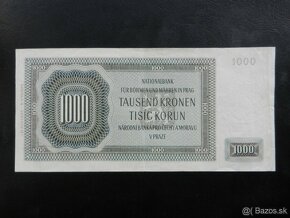 1000
NATIONALBANK
FÜR BÖHMEN UND MÄHREN IN PRAG
TAUSEND KRONEN
TISÍC KORUN
NÁRODNÍ BANKA PRO ČECHY A MORAVU
V PRAZE
1000
1000
Bazos.sk